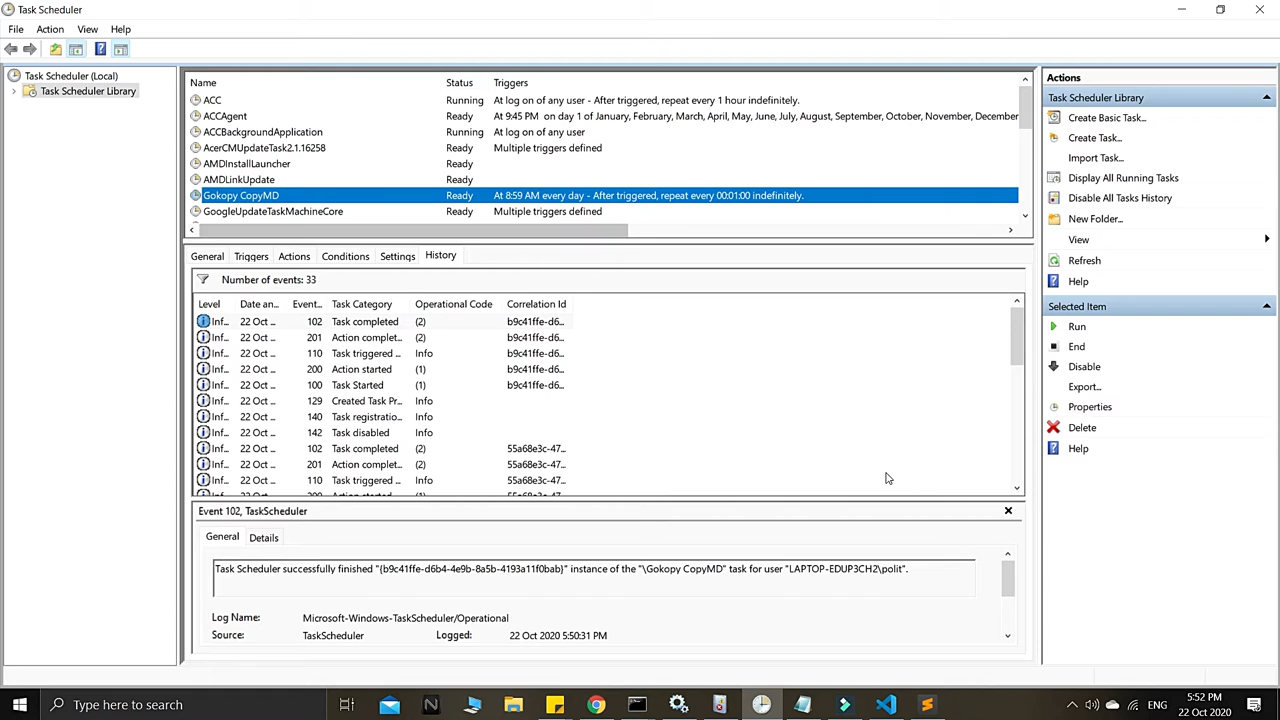 Task Scheduler
File Action View Help
Task Scheduler (Local)
Task Scheduler Library
Name Status Triggers
ACC Running At log on of any user - After triggered, repeat every 1 hour indefinitely.
ACCAgent Ready At 9:45 PM on day 1 of January, February, March, April, May, June, July, August, September, October, November, December
ACCBackgroundApplication Running At log on of any user
AcerCMUpdateTask2.1.16258 Ready Multiple triggers defined
AMDInstallLauncher Ready
AMDLinkUpdate Ready
Gokopy CopyMD Ready At 8:59 AM every day - After triggered, repeat every 00:01:00 indefinitely.
GoogleUpdateTaskMachineCore Ready Multiple triggers defined
General Triggers Actions Conditions Settings History
Number of events: 33
Level Date an... Event... Task Category Operational Code Correlation Id
Inf... 22 Oct ... 102 Task completed (2) b9c41ffe-d6...
Inf... 22 Oct ... 201 Action complet... (2) b9c41ffe-d6...
Inf... 22 Oct ... 110 Task triggered ... Info b9c41ffe-d6...
Inf... 22 Oct ... 200 Action started (1) b9c41ffe-d6...
Inf... 22 Oct ... 100 Task Started (1) b9c41ffe-d6...
Inf... 22 Oct ... 129 Created Task Pr... Info
Inf... 22 Oct ... 140 Task registratio... Info
Inf... 22 Oct ... 142 Task disabled Info
Inf... 22 Oct ... 102 Task completed (2) 55a68e3c-47...
Inf... 22 Oct ... 201 Action complet... (2) 55a68e3c-47...
Inf... 22 Oct ... 110 Task triggered ... Info 55a68e3c-47...
Inf... 22 Oct ... 200 Action started (1) 55a68e3c-47...
Event 102, TaskScheduler
General Details
Task Scheduler successfully finished "{b9c41ffe-d6b4-4e9b-8a5b-4193a11f0bab}" instance of the "\Gokopy CopyMD" task for user "LAPTOP-EDUP3CH2\polit".
Log Name: Microsoft-Windows-TaskScheduler/Operational
Source: TaskScheduler Logged: 22 Oct 2020 5:50:31 PM
Actions
Task Scheduler Library
Create Basic Task...
Create Task...
Import Task...
Display All Running Tasks
Disable All Tasks History
New Folder...
View
Refresh
Help
Selected Item
Run
End
Disable
Export...
Properties
Delete
Help
Type here to search
ENG
5:52 PM
22 Oct 2020